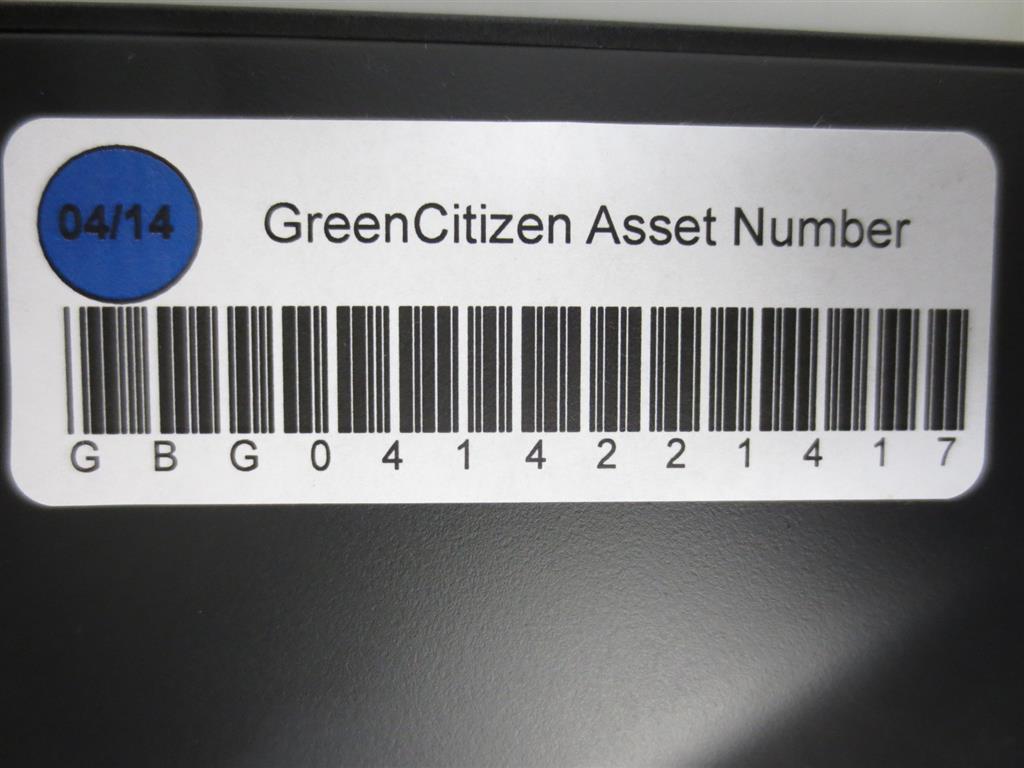 04/14
GreenCitizen Asset Number
G B G 0 4 1 4 2 2 1 4 1 7